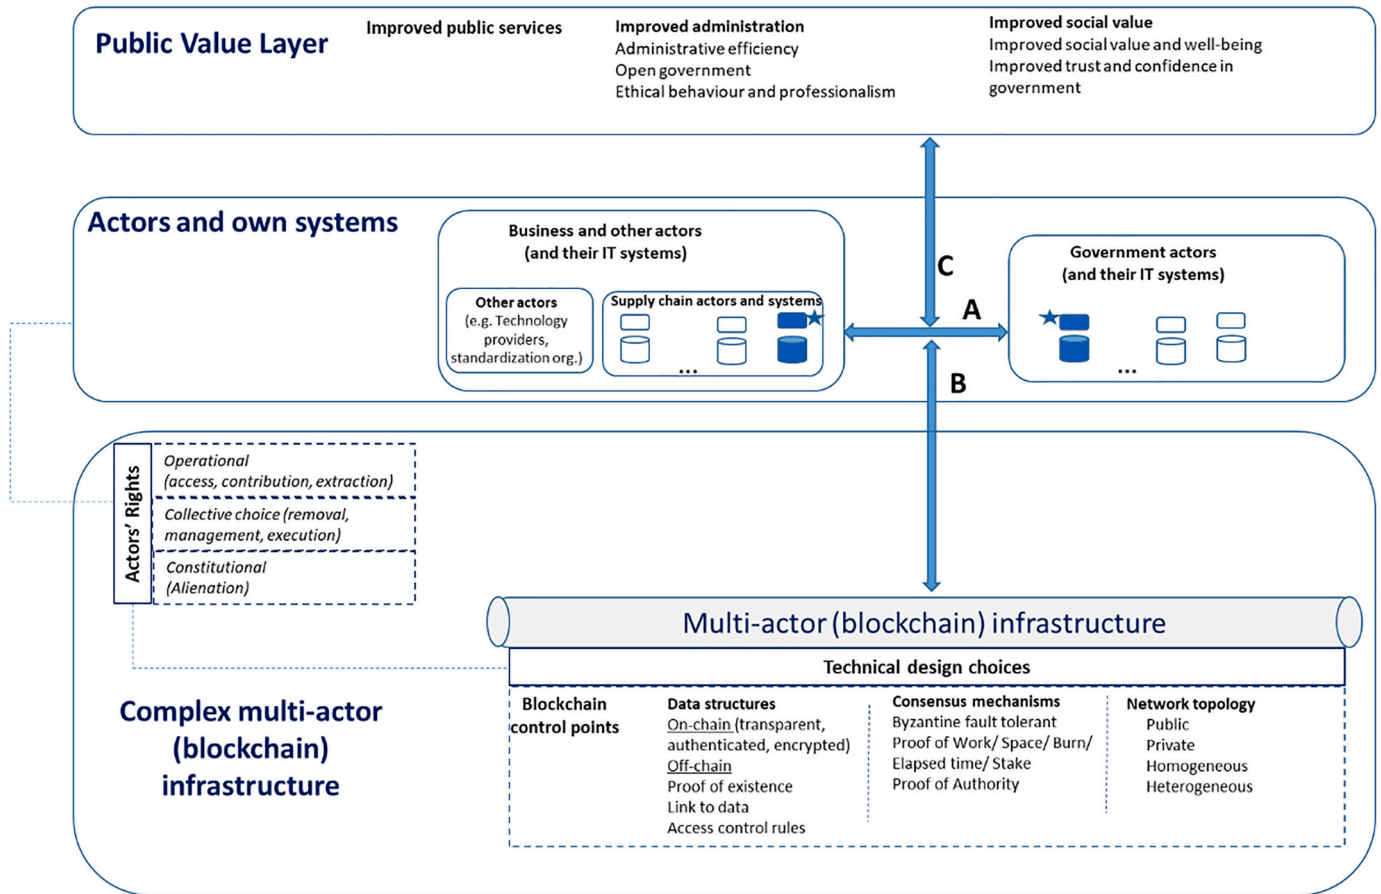 Public Value Layer
Improved public services
Improved administration
Administrative efficiency
Open government
Ethical behaviour and professionalism
Improved social value
Improved social value and well-being
Improved trust and confidence in
government
Actors and own systems
Business and other actors
(and their IT systems)
Other actors
(e.g. Technology
providers,
standardization org.)
Supply chain actors and systems
...
C
A
B
Government actors
(and their IT systems)
...
Actors' Rights
Operational
(access, contribution, extraction)
Collective choice (removal,
management, execution)
Constitutional
(Alienation)
Complex multi-actor
(blockchain)
infrastructure
Multi-actor (blockchain) infrastructure
Technical design choices
Blockchain
control points
Data structures
On-chain (transparent,
authenticated, encrypted)
Off-chain
Proof of existence
Link to data
Access control rules
Consensus mechanisms
Byzantine fault tolerant
Proof of Work/ Space/ Burn/
Elapsed time/ Stake
Proof of Authority
Network topology
Public
Private
Homogeneous
Heterogeneous